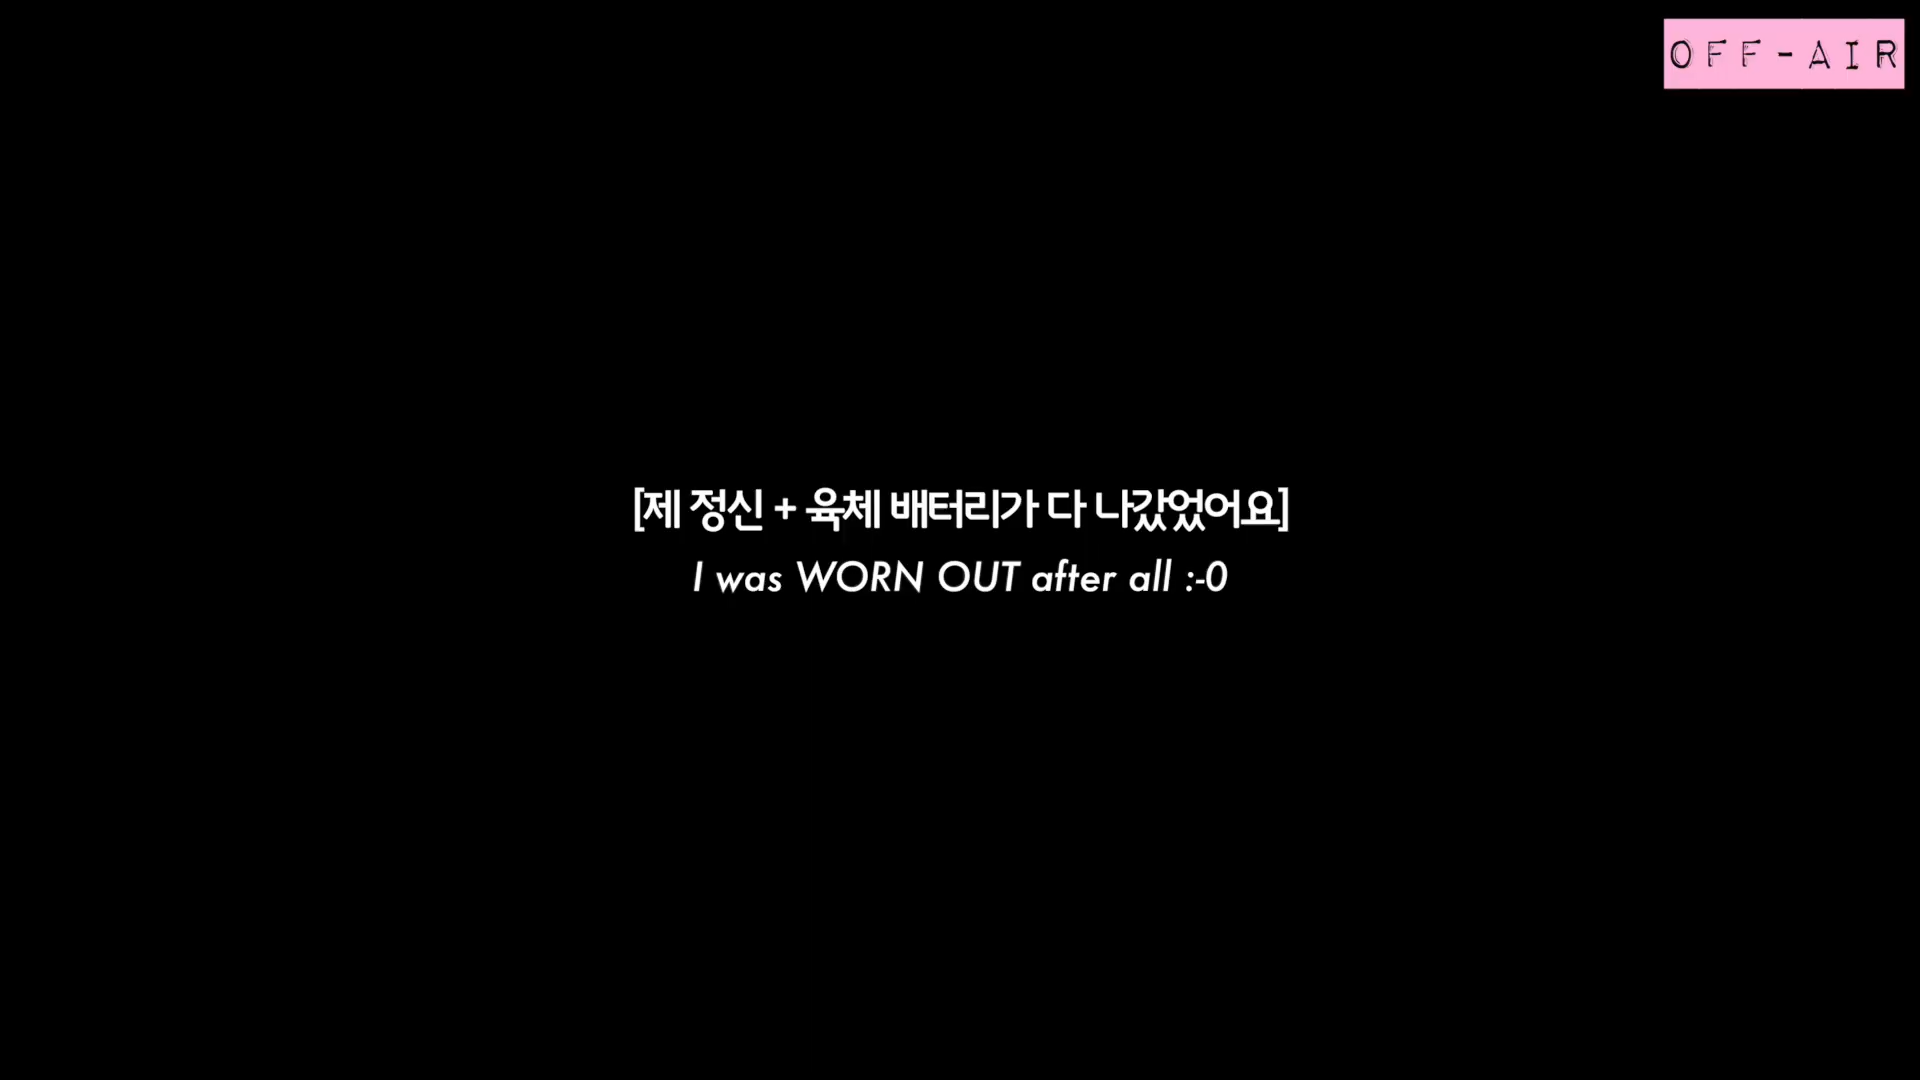 OFF-AIR
[제 정신 + 육체 배터리가 다 나갔었어요]
I was WORN OUT after all :-0